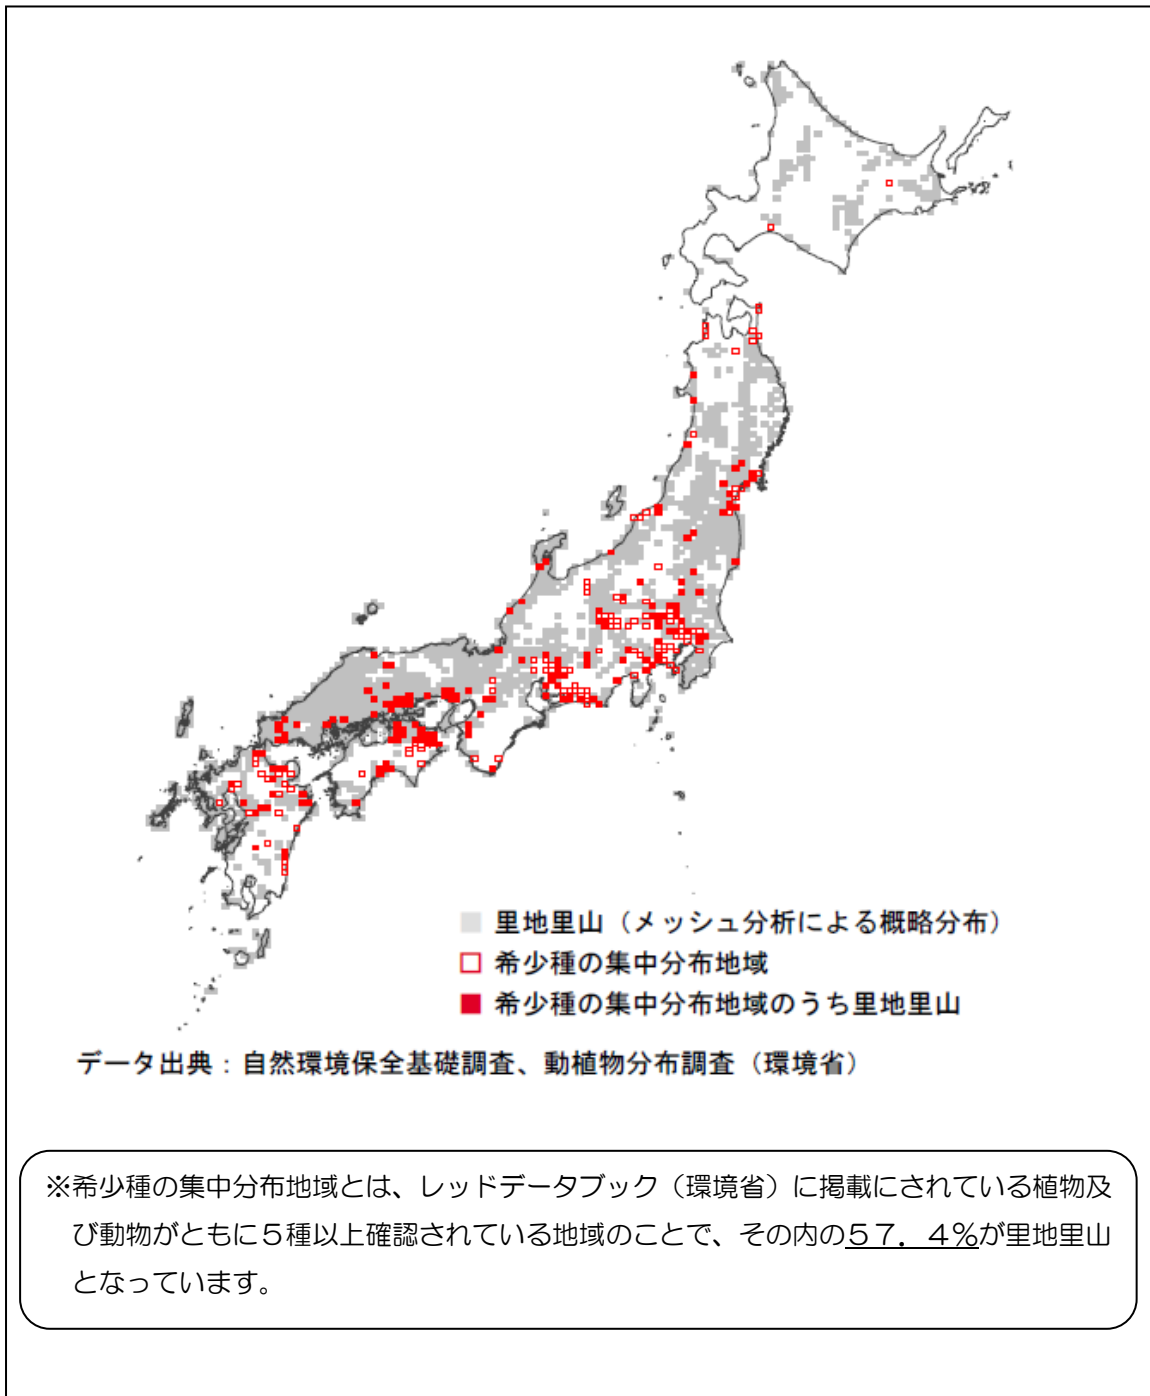 里地里山（メッシュ分析による概略分布）
希少種の集中分布地域
希少種の集中分布地域のうち里地里山
データ出典：自然環境保全基礎調査、動植物分布調査（環境省）
※希少種の集中分布地域とは、レッドデータブック（環境省）に掲載にされている植物及
び動物がともに５種以上確認されている地域のことで、その内の５７．４％が里地里山
となっています。